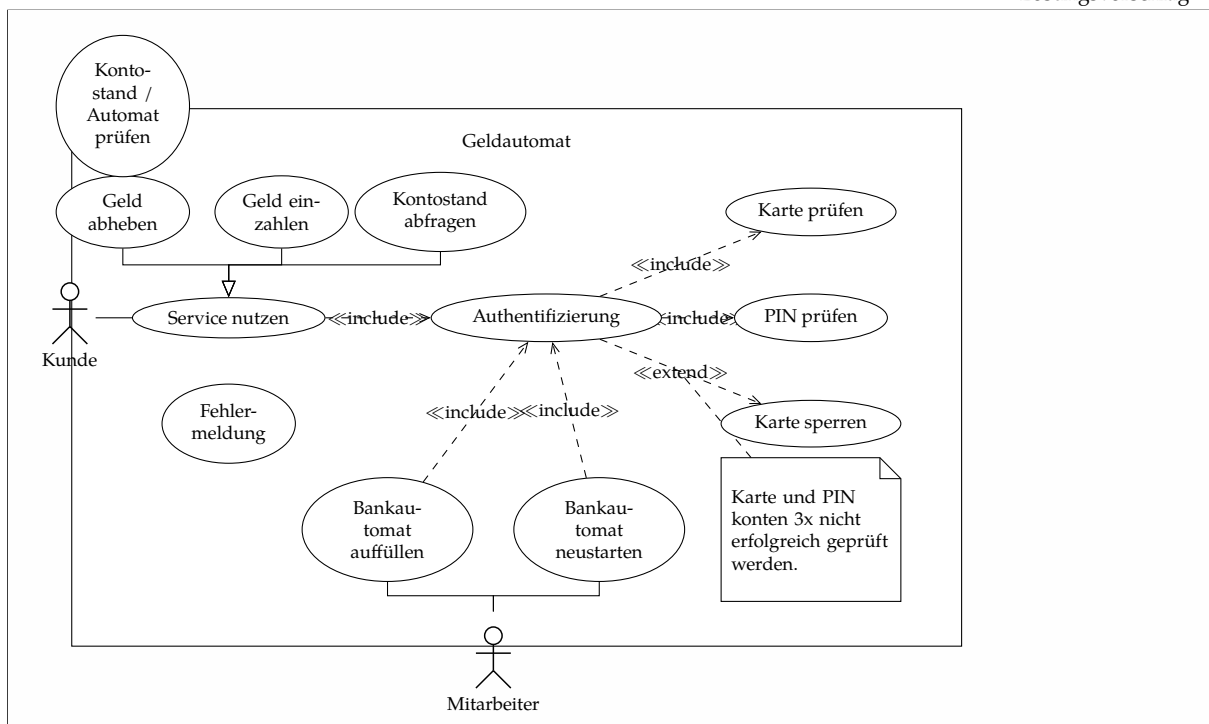 Konto-
stand /
Automat
prüfen
Geldautomat
Geld
abheben
Geld ein-
zahlen
Kontostand
abfragen
Karte prüfen
≪include≫
Service nutzen
≪include≫
Authentifizierung
≪include≫
PIN prüfen
Kunde
≪extend≫
Fehler-
meldung
≪include≫
≪include≫
Karte sperren
Bankau-
tomat
auffüllen
Bankau-
tomat
neustarten
Karte und PIN
konten 3x nicht
erfolgreich geprüft
werden.
Mitarbeiter